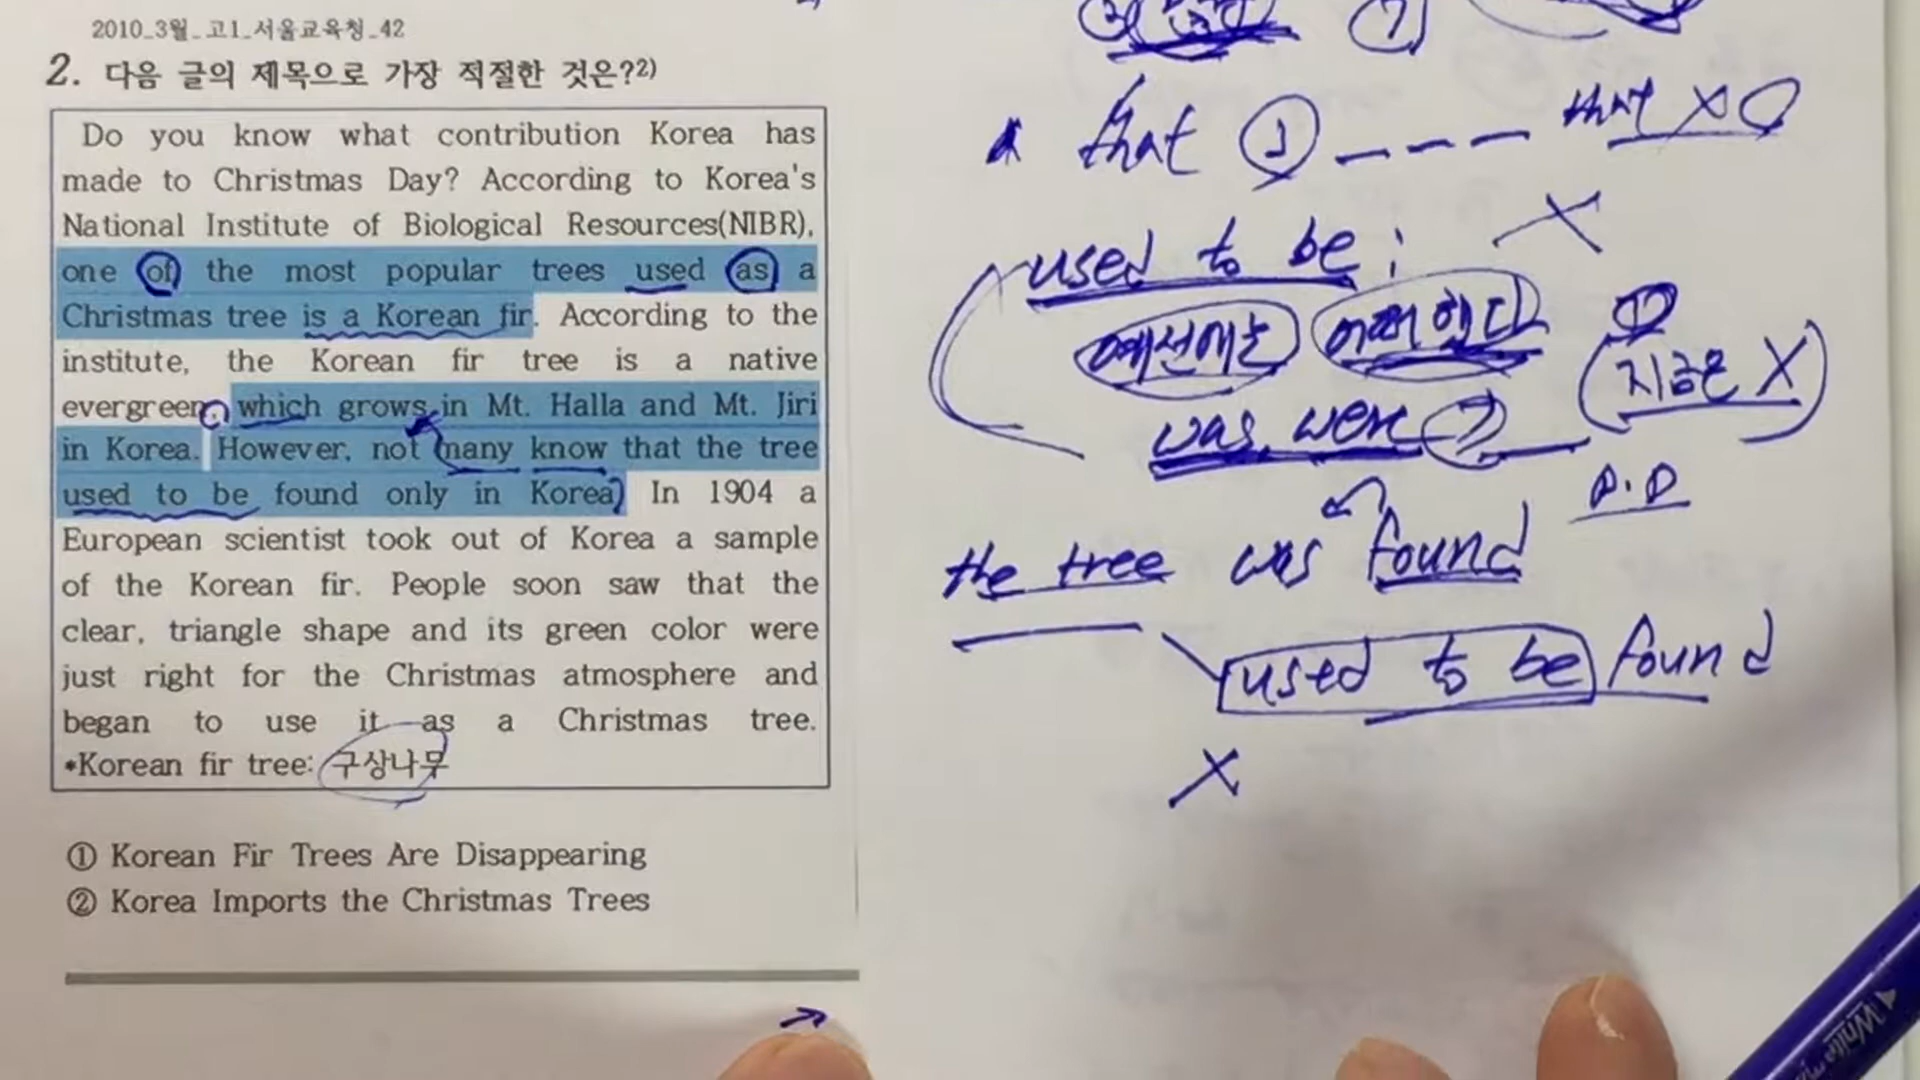 2010_3월_고1_서울교육청_42
2. 다음 글의 제목으로 가장 적절한 것은?2)
Do you know what contribution Korea has
made to Christmas Day? According to Korea's
National Institute of Biological Resources(NIBR),
one of the most popular trees used as a
Christmas tree is a Korean fir. According to the
institute, the Korean fir tree is a native
evergreen, which grows in Mt. Halla and Mt. Jiri
in Korea. However, not many know that the tree
used to be found only in Korea. In 1904 a
European scientist took out of Korea a sample
of the Korean fir. People soon saw that the
clear, triangle shape and its green color were
just right for the Christmas atmosphere and
began to use it as a Christmas tree.
*Korean fir tree: 구상나무
① Korean Fir Trees Are Disappearing
② Korea Imports the Christmas Trees
that that X
X
used to be :
예전에는 어떠했다
지금은 X
was were
p.p
the tree was found
used to be found
X